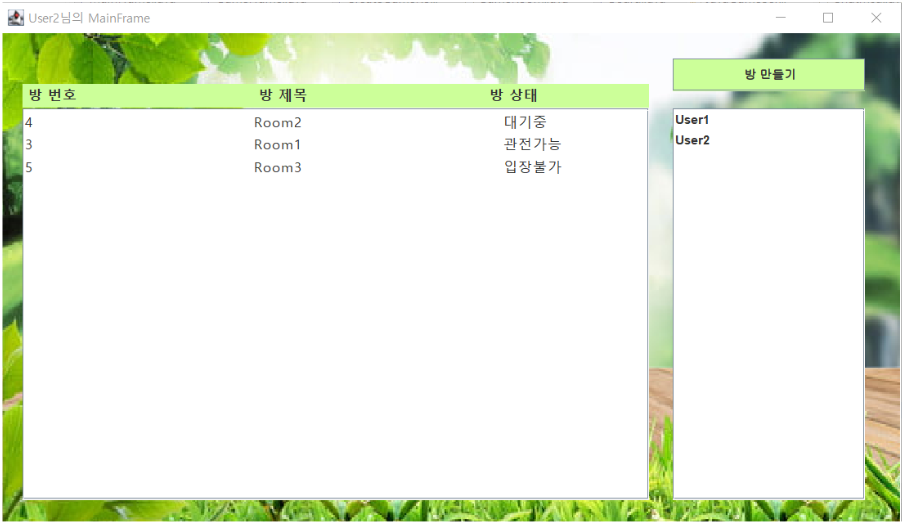 User2님의 MainFrame
방 만들기
방 번호 방 제목 방 상태
4 Room2 대기중
3 Room1 관전가능
5 Room3 입장불가
User1
User2